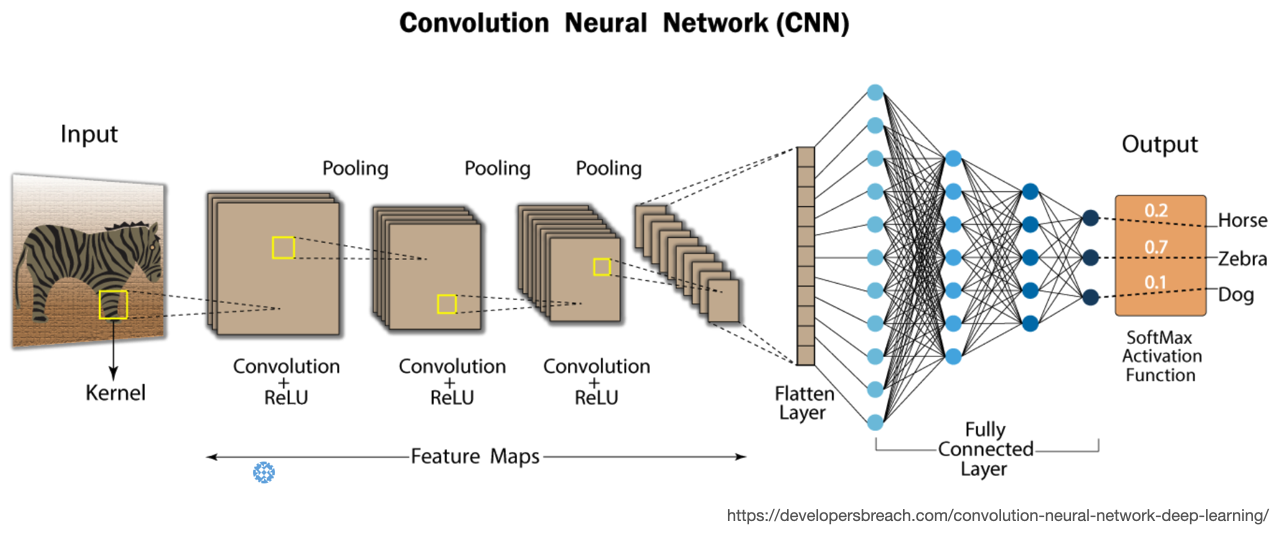 Convolution Neural Network (CNN)
Input
Kernel
Pooling
Pooling
Pooling
Convolution
+
ReLU
Convolution
+
ReLU
Convolution
+
ReLU
Feature Maps
Flatten
Layer
Fully
Connected
Layer
Output
0.2
Horse
0.7
Zebra
0.1
Dog
SoftMax
Activation
Function
https://developersbreach.com/convolution-neural-network-deep-learning/